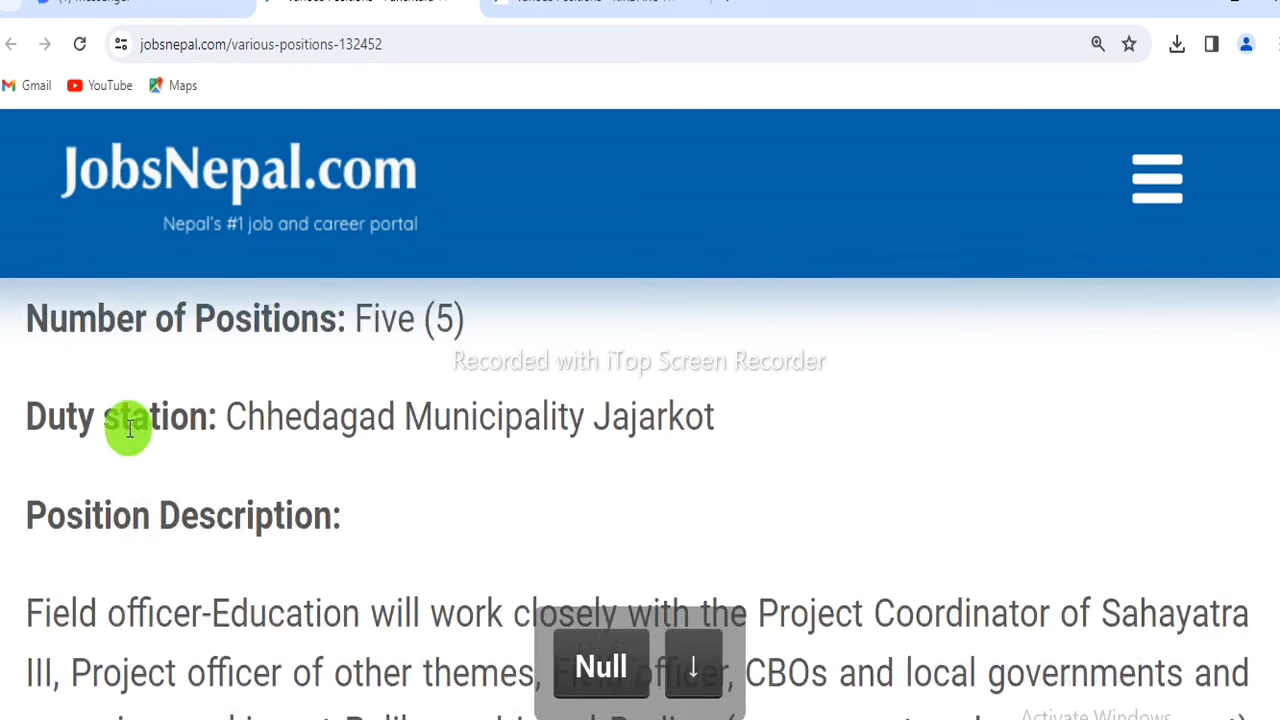 jobsnepal.com/various-positions-132452
Gmail YouTube Maps
JobsNepal.com
Nepal's #1 job and career portal
Number of Positions: Five (5)
Recorded with iTop Screen Recorder
Duty station: Chhedagad Municipality Jajarkot
Position Description:
Field officer-Education will work closely with the Project Coordinator of Sahayatra
III, Project officer of other themes, Field officer, CBOs and local governments and
Null ↓
Activate Windows